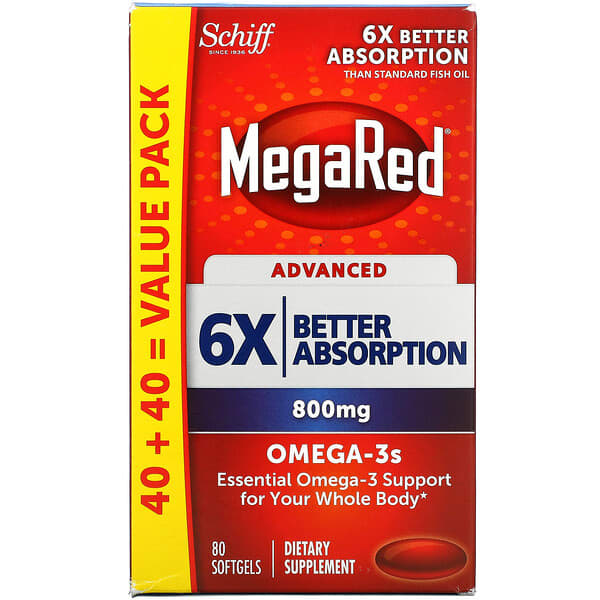 Schiff
SINCE 1936
6X BETTER
ABSORPTION
THAN STANDARD FISH OIL
40 + 40 = VALUE PACK
MegaRed®
ADVANCED
6X
BETTER
ABSORPTION
800mg
OMEGA-3s
Essential Omega-3 Support
for Your Whole Body*
80
SOFTGELS
DIETARY
SUPPLEMENT